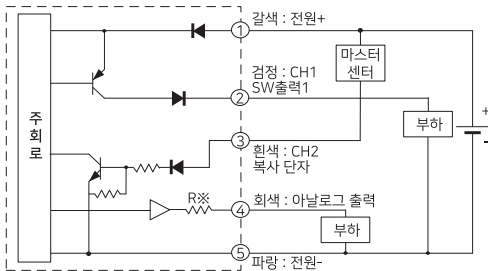 ① 갈색 : 전원+
마스터
센터
검정 : CH1
② SW출력1
부하
+
-
주회로
③ 흰색 : CH2
복사 단자
R※
④ 회색 : 아날로그 출력
부하
⑤ 파랑 : 전원-